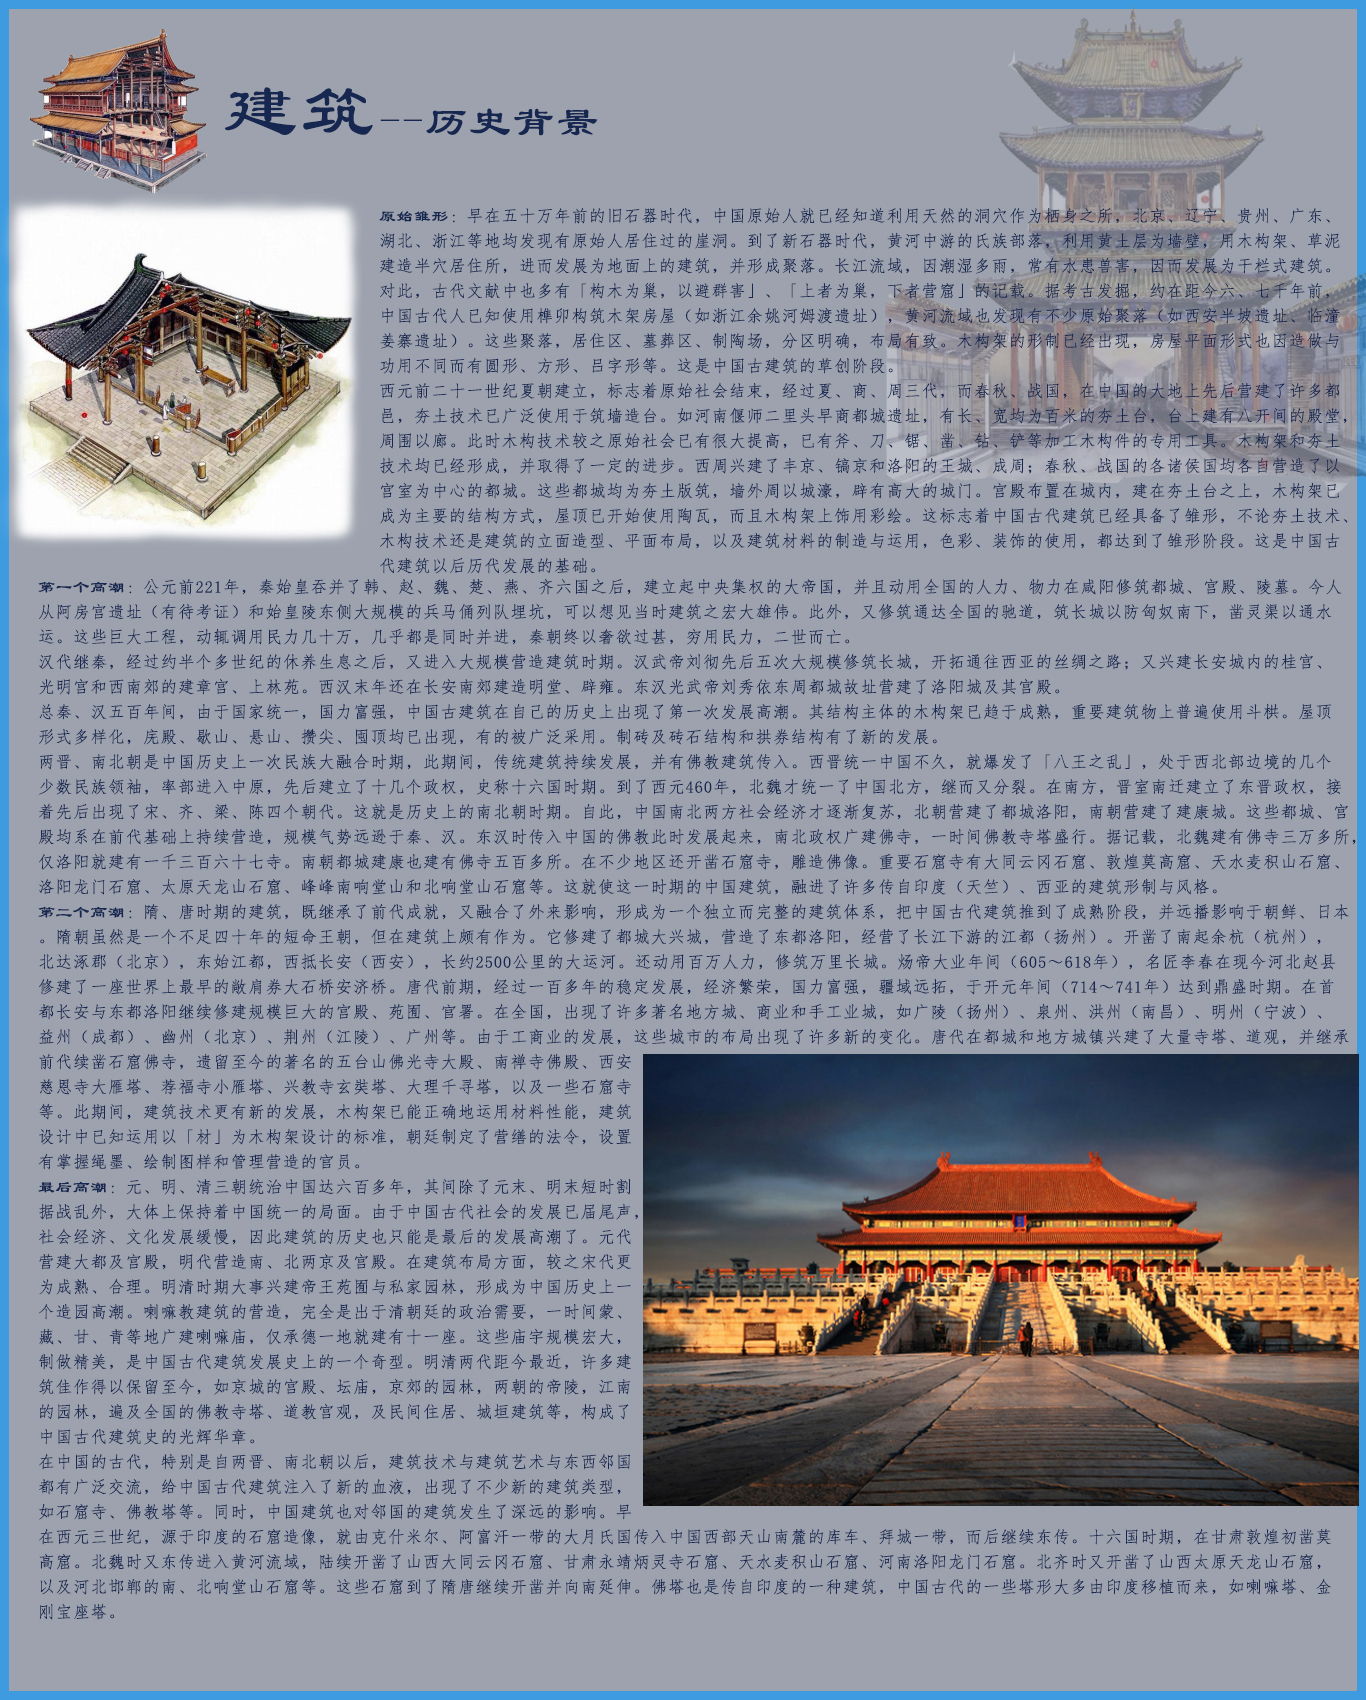 建筑--历史背景
原始雏形：早在五十万年前的旧石器时代，中国原始人就已经知道利用天然的洞穴作为栖身之所，北京、辽宁、贵州、广东、
湖北、浙江等地均发现有原始人居住过的崖洞。到了新石器时代，黄河中游的氏族部落，利用黄土层为墙壁，用木构架、草泥
建造半穴居住所，进而发展为地面上的建筑，并形成聚落。长江流域，因潮湿多雨，常有水患兽害，因而发展为干栏式建筑。
对此，古代文献中也多有「构木为巢，以避群害」、「上者为巢，下者营窟」的记载。据考古发掘，约在距今六、七千年前，
中国古代人已知使用榫卯构筑木架房屋（如浙江余姚河姆渡遗址），黄河流域也发现有不少原始聚落（如西安半坡遗址、临潼
姜寨遗址）。这些聚落，居住区、墓葬区、制陶场，分区明确，布局有致。木构架的形制已经出现，房屋平面形式也因造做与
功用不同而有圆形、方形、吕字形等。这是中国古建筑的草创阶段。
西元前二十一世纪夏朝建立，标志着原始社会结束，经过夏、商、周三代，而春秋、战国，在中国的大地上先后营建了许多都
邑，夯土技术已广泛使用于筑墙造台。如河南偃师二里头早商都城遗址，有长、宽均为百米的夯土台，台上建有八开间的殿堂，
周围以廊。此时木构技术较之原始社会已有很大提高，已有斧、刀、锯、凿、钻、铲等加工木构件的专用工具。木构架和夯土
技术均已经形成，并取得了一定的进步。西周兴建了丰京、镐京和洛阳的王城、成周；春秋、战国的各诸侯国均各自营造了以
宫室为中心的都城。这些都城均为夯土版筑，墙外周以城濠，辟有高大的城门。宫殿布置在城内，建在夯土台之上，木构架已
成为主要的结构方式，屋顶已开始使用陶瓦，而且木构架上饰用彩绘。这标志着中国古代建筑已经具备了雏形，不论夯土技术、
木构技术还是建筑的立面造型、平面布局，以及建筑材料的制造与运用，色彩、装饰的使用，都达到了雏形阶段。这是中国古
代建筑以后历代发展的基础。
第一个高潮：公元前221年，秦始皇吞并了韩、赵、魏、楚、燕、齐六国之后，建立起中央集权的大帝国，并且动用全国的人力、物力在咸阳修筑都城、宫殿、陵墓。今人
从阿房宫遗址（有待考证）和始皇陵东侧大规模的兵马俑列队埋坑，可以想见当时建筑之宏大雄伟。此外，又修筑通达全国的驰道，筑长城以防匈奴南下，凿灵渠以通水
运。这些巨大工程，动辄调用民力几十万，几乎都是同时并进，秦朝终以奢欲过甚，穷用民力，二世而亡。
汉代继秦，经过约半个多世纪的休养生息之后，又进入大规模营造建筑时期。汉武帝刘彻先后五次大规模修筑长城，开拓通往西亚的丝绸之路；又兴建长安城内的桂宫、
光明宫和西南郊的建章宫、上林苑。西汉末年还在长安南郊建造明堂、辟雍。东汉光武帝刘秀依东周都城故址营建了洛阳城及其宫殿。
总秦、汉五百年间，由于国家统一，国力富强，中国古建筑在自己的历史上出现了第一次发展高潮。其结构主体的木构架已趋于成熟，重要建筑物上普遍使用斗栱。屋顶
形式多样化，庑殿、歇山、悬山、攒尖、囤顶均已出现，有的被广泛采用。制砖及砖石结构和拱券结构有了新的发展。
两晋、南北朝是中国历史上一次民族大融合时期，此期间，传统建筑持续发展，并有佛教建筑传入。西晋统一中国不久，就爆发了「八王之乱」，处于西北部边境的几个
少数民族领袖，率部进入中原，先后建立了十几个政权，史称十六国时期。到了西元460年，北魏才统一了中国北方，继而又分裂。在南方，晋室南迁建立了东晋政权，接
着先后出现了宋、齐、梁、陈四个朝代。这就是历史上的南北朝时期。自此，中国南北两方社会经济才逐渐复苏，北朝营建了都城洛阳，南朝营建了建康城。这些都城、宫
殿均系在前代基础上持续营造，规模气势远逊于秦、汉。东汉时传入中国的佛教此时发展起来，南北政权广建佛寺，一时间佛教寺塔盛行。据记载，北魏建有佛寺三万多所，
仅洛阳就建有一千三百六十七寺。南朝都城建康也建有佛寺五百多所。在不少地区还开凿石窟寺，雕造佛像。重要石窟寺有大同云冈石窟、敦煌莫高窟、天水麦积山石窟、
洛阳龙门石窟、太原天龙山石窟、峰峰南响堂山和北响堂山石窟等。这就使这一时期的中国建筑，融进了许多传自印度（天竺）、西亚的建筑形制与风格。
第二个高潮：隋、唐时期的建筑，既继承了前代成就，又融合了外来影响，形成为一个独立而完整的建筑体系，把中国古代建筑推到了成熟阶段，并远播影响于朝鲜、日本
。隋朝虽然是一个不足四十年的短命王朝，但在建筑上颇有作为。它修建了都城大兴城，营造了东都洛阳，经营了长江下游的江都（扬州）。开凿了南起余杭（杭州），
北达涿郡（北京），东始江都，西抵长安（西安），长约2500公里的大运河。还动用百万人力，修筑万里长城。炀帝大业年间（605～618年），名匠李春在现今河北赵县
修建了一座世界上最早的敞肩券大石桥安济桥。唐代前期，经过一百多年的稳定发展，经济繁荣，国力富强，疆域远拓，于开元年间（714～741年）达到鼎盛时期。在首
都长安与东都洛阳继续修建规模巨大的宫殿、苑囿、官署。在全国，出现了许多著名地方城、商业和手工业城，如广陵（扬州）、泉州、洪州（南昌）、明州（宁波）、
益州（成都）、幽州（北京）、荆州（江陵）、广州等。由于工商业的发展，这些城市的布局出现了许多新的变化。唐代在都城和地方城镇兴建了大量寺塔、道观，并继承
前代续凿石窟佛寺，遗留至今的著名的五台山佛光寺大殿、南禅寺佛殿、西安
慈恩寺大雁塔、荐福寺小雁塔、兴教寺玄奘塔、大理千寻塔，以及一些石窟寺
等。此期间，建筑技术更有新的发展，木构架已能正确地运用材料性能，建筑
设计中已知运用以「材」为木构架设计的标准，朝廷制定了营缮的法令，设置
有掌握绳墨、绘制图样和管理营造的官员。
最后高潮：元、明、清三朝统治中国达六百多年，其间除了元末、明末短时割
据战乱外，大体上保持着中国统一的局面。由于中国古代社会的发展已届尾声，
社会经济、文化发展缓慢，因此建筑的历史也只能是最后的发展高潮了。元代
营建大都及宫殿，明代营造南、北两京及宫殿。在建筑布局方面，较之宋代更
为成熟、合理。明清时期大事兴建帝王苑囿与私家园林，形成为中国历史上一
个造园高潮。喇嘛教建筑的营造，完全是出于清朝廷的政治需要，一时间蒙、
藏、甘、青等地广建喇嘛庙，仅承德一地就建有十一座。这些庙宇规模宏大，
制做精美，是中国古代建筑发展史上的一个奇型。明清两代距今最近，许多建
筑佳作得以保留至今，如京城的宫殿、坛庙，京郊的园林，两朝的帝陵，江南
的园林，遍及全国的佛教寺塔、道教宫观，及民间住居、城垣建筑等，构成了
中国古代建筑史的光辉华章。
在中国的古代，特别是自两晋、南北朝以后，建筑技术与建筑艺术与东西邻国
都有广泛交流，给中国古代建筑注入了新的血液，出现了不少新的建筑类型，
如石窟寺、佛教塔等。同时，中国建筑也对邻国的建筑发生了深远的影响。早
在西元三世纪，源于印度的石窟造像，就由克什米尔、阿富汗一带的大月氏国传入中国西部天山南麓的库车、拜城一带，而后继续东传。十六国时期，在甘肃敦煌初凿莫
高窟。北魏时又东传进入黄河流域，陆续开凿了山西大同云冈石窟、甘肃永靖炳灵寺石窟、天水麦积山石窟、河南洛阳龙门石窟。北齐时又开凿了山西太原天龙山石窟，
以及河北邯郸的南、北响堂山石窟等。这些石窟到了隋唐继续开凿并向南延伸。佛塔也是传自印度的一种建筑，中国古代的一些塔形大多由印度移植而来，如喇嘛塔、金
刚宝座塔。